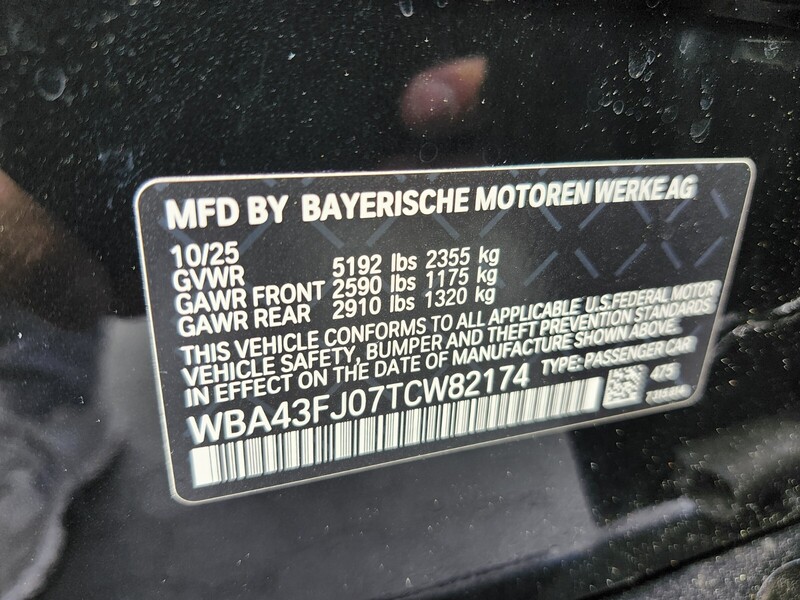 MFD BY BAYERISCHE MOTOREN WERKE AG
10/25
GVWR 5192 lbs 2355 kg
GAWR FRONT 2590 lbs 1175 kg
GAWR REAR 2910 lbs 1320 kg
THIS VEHICLE CONFORMS TO ALL APPLICABLE U.S. FEDERAL MOTOR
VEHICLE SAFETY, BUMPER AND THEFT PREVENTION STANDARDS
IN EFFECT ON THE DATE OF MANUFACTURE SHOWN ABOVE.
WBA43FJ07TCW82174 TYPE: PASSENGER CAR
475